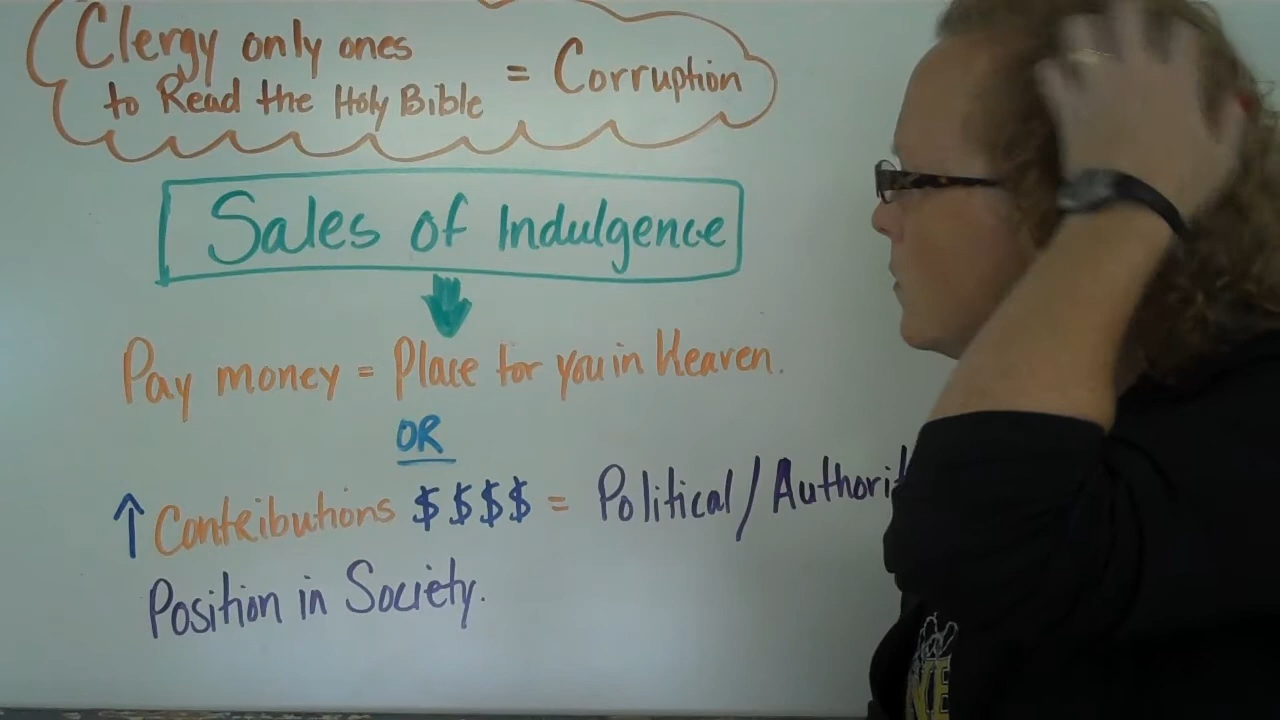 Clergy only ones
to Read the Holy Bible = Corruption
Sales of Indulgence
Pay money = Place for you in Heaven.
OR
↑ Contributions $$$$ = Political/Authorit
Position in Society.